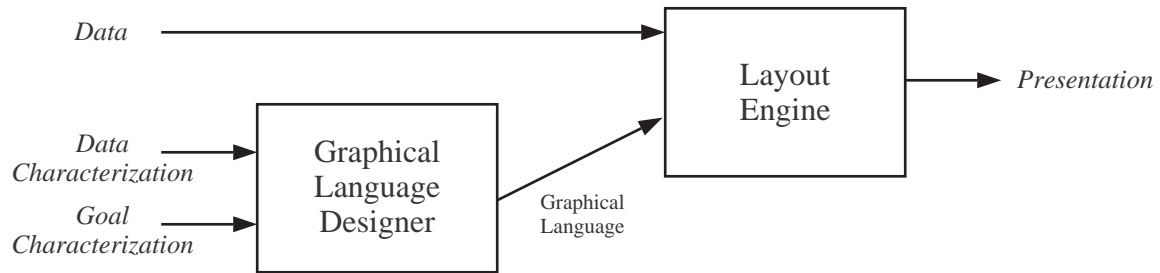 Data
Layout
Engine
Presentation
Data
Characterization
Goal
Characterization
Graphical
Language
Designer
Graphical
Language